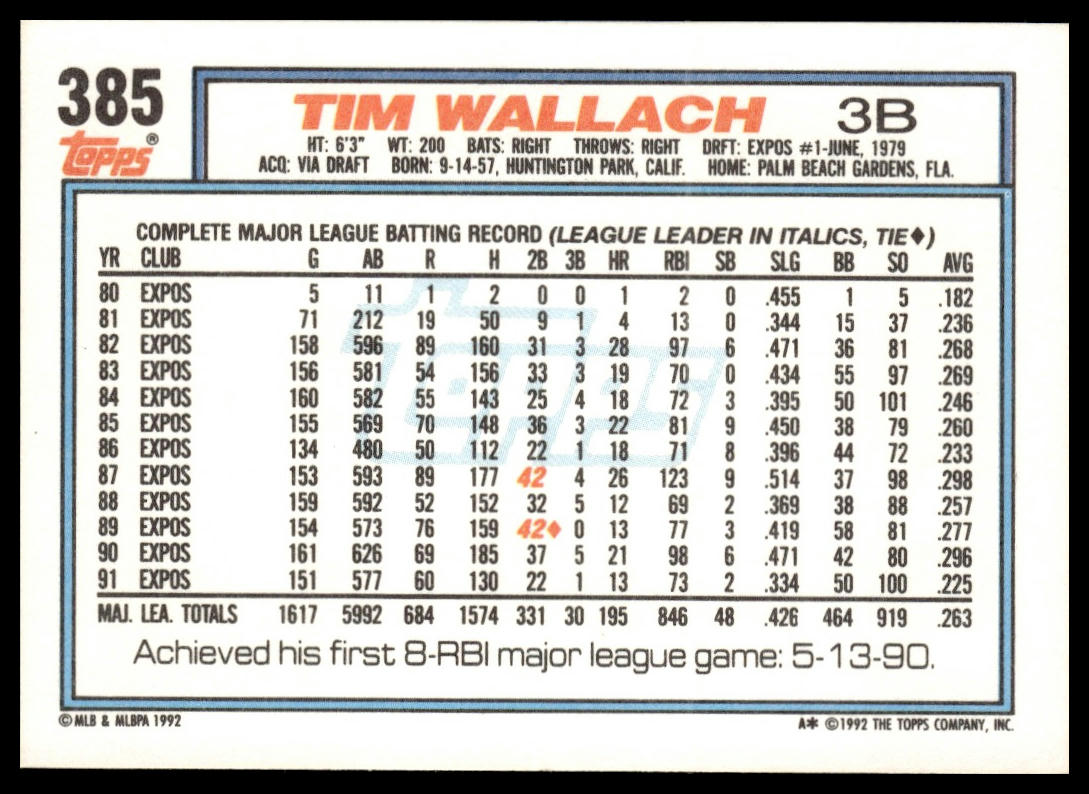 385
Topps®
TIM WALLACH 3B
HT: 6'3" WT: 200 BATS: RIGHT THROWS: RIGHT DRFT: EXPOS #1-JUNE, 1979
ACQ: VIA DRAFT BORN: 9-14-57, HUNTINGTON PARK, CALIF. HOME: PALM BEACH GARDENS, FLA.
COMPLETE MAJOR LEAGUE BATTING RECORD (LEAGUE LEADER IN ITALICS, TIE♦)
YR CLUB G AB R H 2B 3B HR RBI SB SLG BB SO AVG
80 EXPOS 5 11 1 2 0 0 1 2 0 .455 1 5 .182
81 EXPOS 71 212 19 50 9 1 4 13 0 .344 15 37 .236
82 EXPOS 158 596 89 160 31 3 28 97 6 .471 36 81 .268
83 EXPOS 156 581 54 156 33 3 19 70 0 .434 55 97 .269
84 EXPOS 160 582 55 143 25 4 18 72 3 .395 50 101 .246
85 EXPOS 155 569 70 148 36 3 22 81 9 .450 38 79 .260
86 EXPOS 134 480 50 112 22 1 18 71 8 .396 44 72 .233
87 EXPOS 153 593 89 177 42 4 26 123 9 .514 37 98 .298
88 EXPOS 159 592 52 152 32 5 12 69 2 .369 38 88 .257
89 EXPOS 154 573 76 159 42♦ 0 13 77 3 .419 58 81 .277
90 EXPOS 161 626 69 185 37 5 21 98 6 .471 42 80 .296
91 EXPOS 151 577 60 130 22 1 13 73 2 .334 50 100 .225
MAJ. LEA. TOTALS 1617 5992 684 1574 331 30 195 846 48 .426 464 919 .263
Topps
Achieved his first 8-RBI major league game: 5-13-90.
© MLB & MLBPA 1992 A* ©1992 THE TOPPS COMPANY, INC.